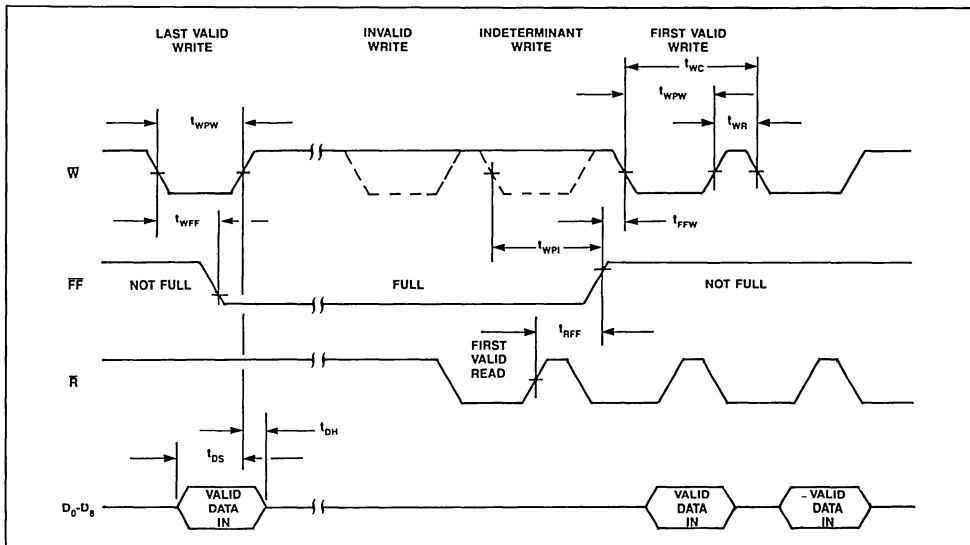 LAST VALID
WRITE
INVALID
WRITE
INDETERMINANT
WRITE
FIRST VALID
WRITE
tWC
tWPW
tWPW
tWR
W̅
tWFF
tFFW
tWPI
F̅F̅
NOT FULL
FULL
NOT FULL
tRFF
FIRST
VALID
READ
R̅
tDH
tDS
D0-D8
VALID
DATA
IN
VALID
DATA
IN
VALID
DATA
IN